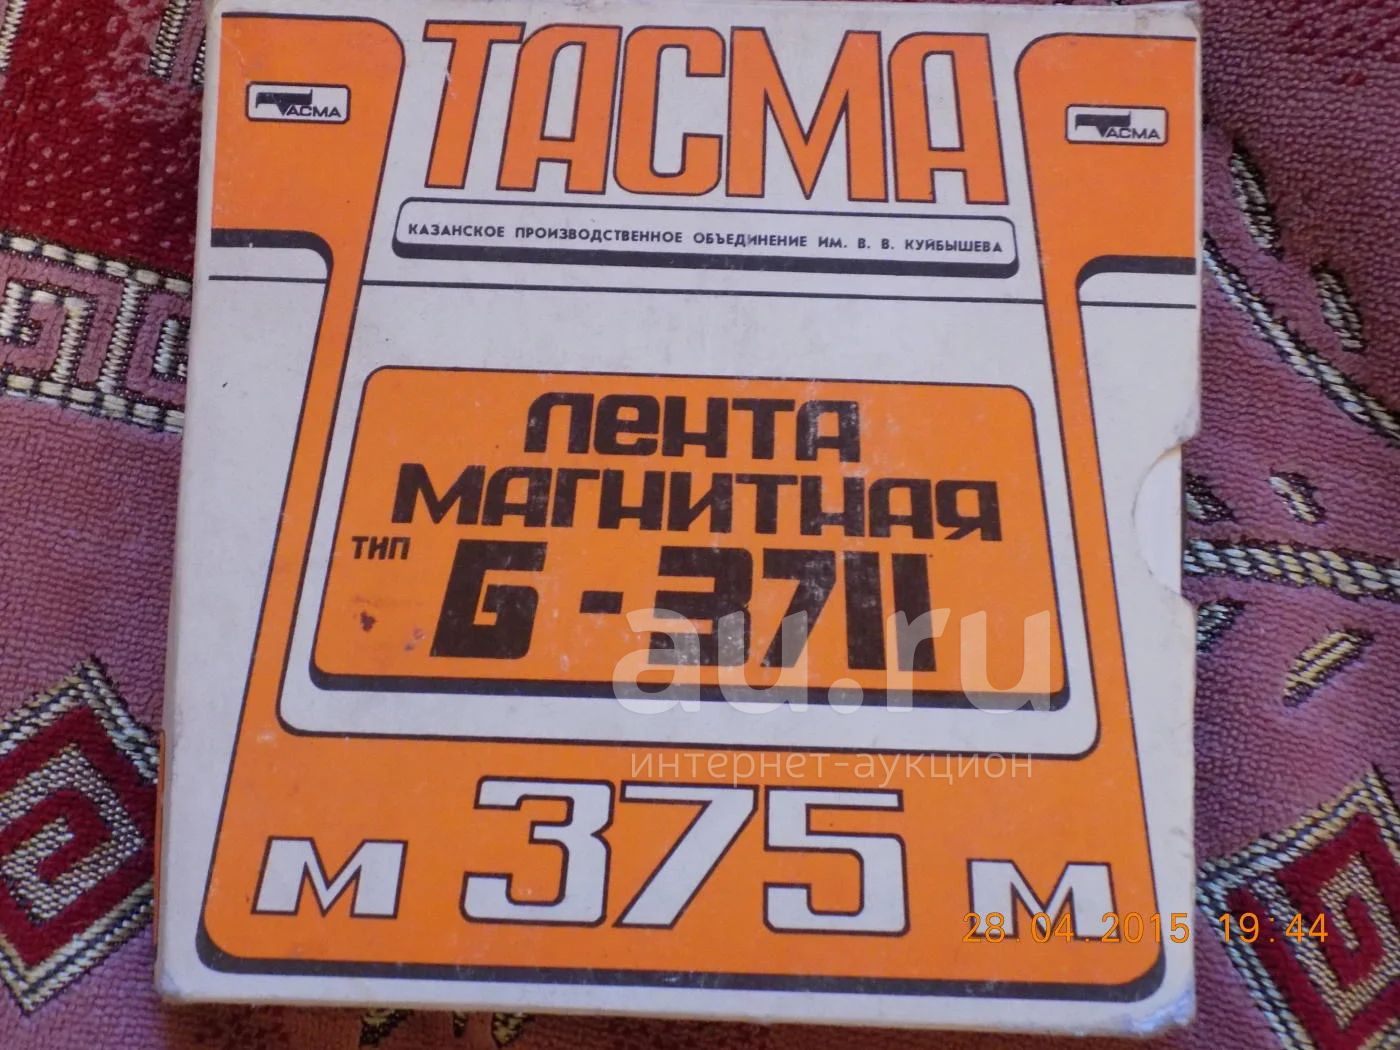 ТАСМА
ТАСМА
ТАСМА
КАЗАНСКОЕ ПРОИЗВОДСТВЕННОЕ ОБЪЕДИНЕНИЕ ИМ. В. В. КУЙБЫШЕВА
ЛЕНТА
МАГНИТНАЯ
ТИП Б-3711
au.ru
интернет-аукцион
м 375 м
28.04.2015 19:44